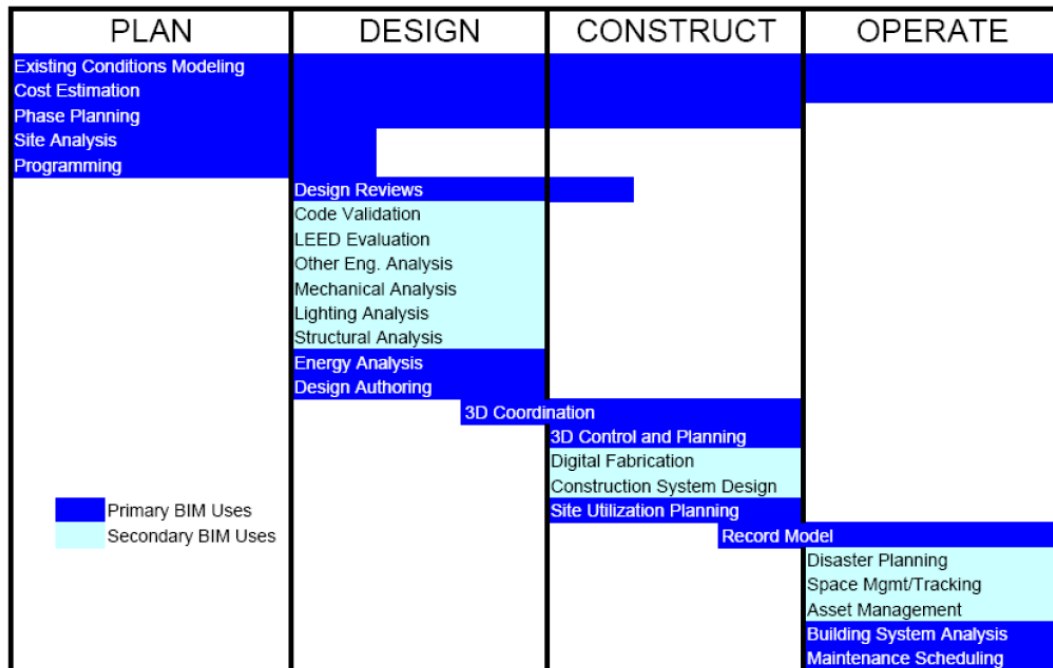 PLAN
DESIGN
CONSTRUCT
OPERATE
Existing Conditions Modeling
Cost Estimation
Phase Planning
Site Analysis
Programming
Design Reviews
Code Validation
LEED Evaluation
Other Eng. Analysis
Mechanical Analysis
Lighting Analysis
Structural Analysis
Energy Analysis
Design Authoring
3D Coordination
3D Control and Planning
Digital Fabrication
Construction System Design
Site Utilization Planning
Primary BIM Uses
Secondary BIM Uses
Record Model
Disaster Planning
Space Mgmt/Tracking
Asset Management
Building System Analysis
Maintenance Scheduling